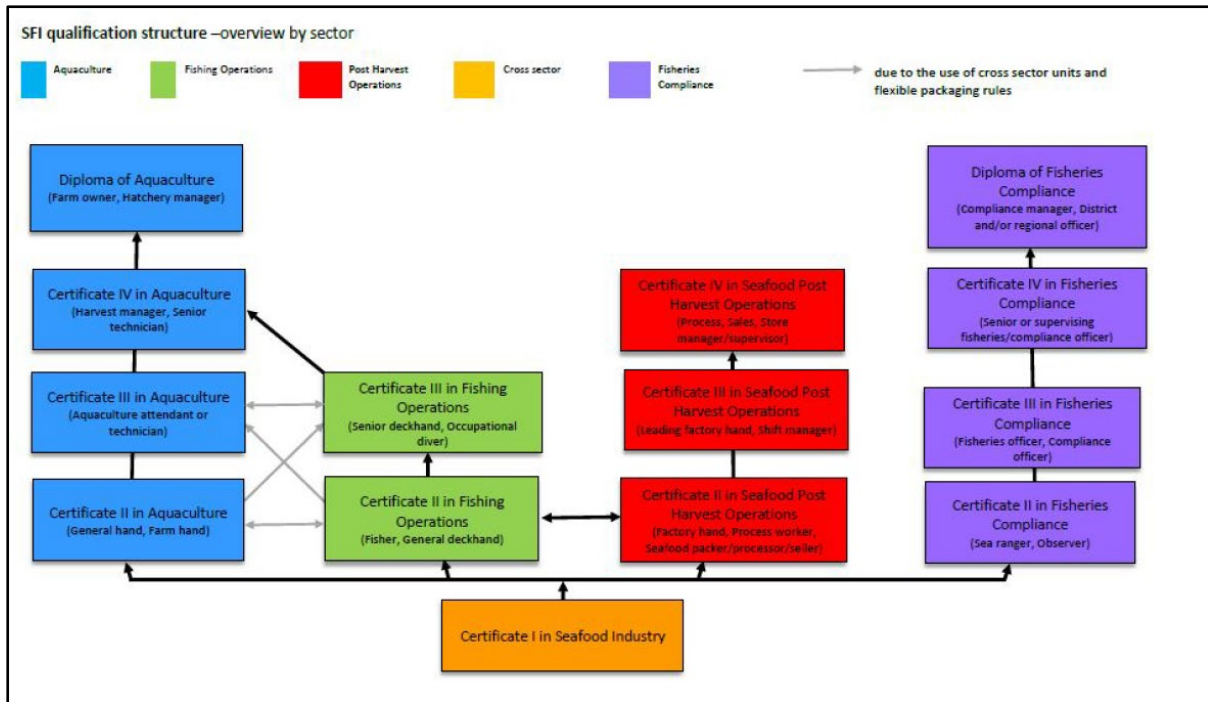 SFI qualification structure –overview by sector
Aquaculture
Fishing Operations
Post Harvest
Operations
Cross sector
Fisheries
Compliance
due to the use of cross sector units and
flexible packaging rules
Diploma of Aquaculture
(Farm owner, Hatchery manager)
Diploma of Fisheries
Compliance
(Compliance manager, District
and/or regional officer)
Certificate IV in Aquaculture
(Harvest manager, Senior
technician)
Certificate IV in Seafood Post
Harvest Operations
(Process, Sales, Store
manager/supervisor)
Certificate IV in Fisheries
Compliance
(Senior or supervising
fisheries/compliance officer)
Certificate III in Aquaculture
(Aquaculture attendant or
technician)
Certificate III in Fishing
Operations
(Senior deckhand, Occupational
diver)
Certificate III in Seafood Post
Harvest Operations
(Leading factory hand, Shift manager)
Certificate III in Fisheries
Compliance
(Fisheries officer, Compliance
officer)
Certificate II in Aquaculture
(General hand, Farm hand)
Certificate II in Fishing
Operations
(Fisher, General deckhand)
Certificate II in Seafood Post
Harvest Operations
(Factory hand, Process worker,
Seafood packer/processor/seller)
Certificate II in Fisheries
Compliance
(Sea ranger, Observer)
Certificate I in Seafood Industry